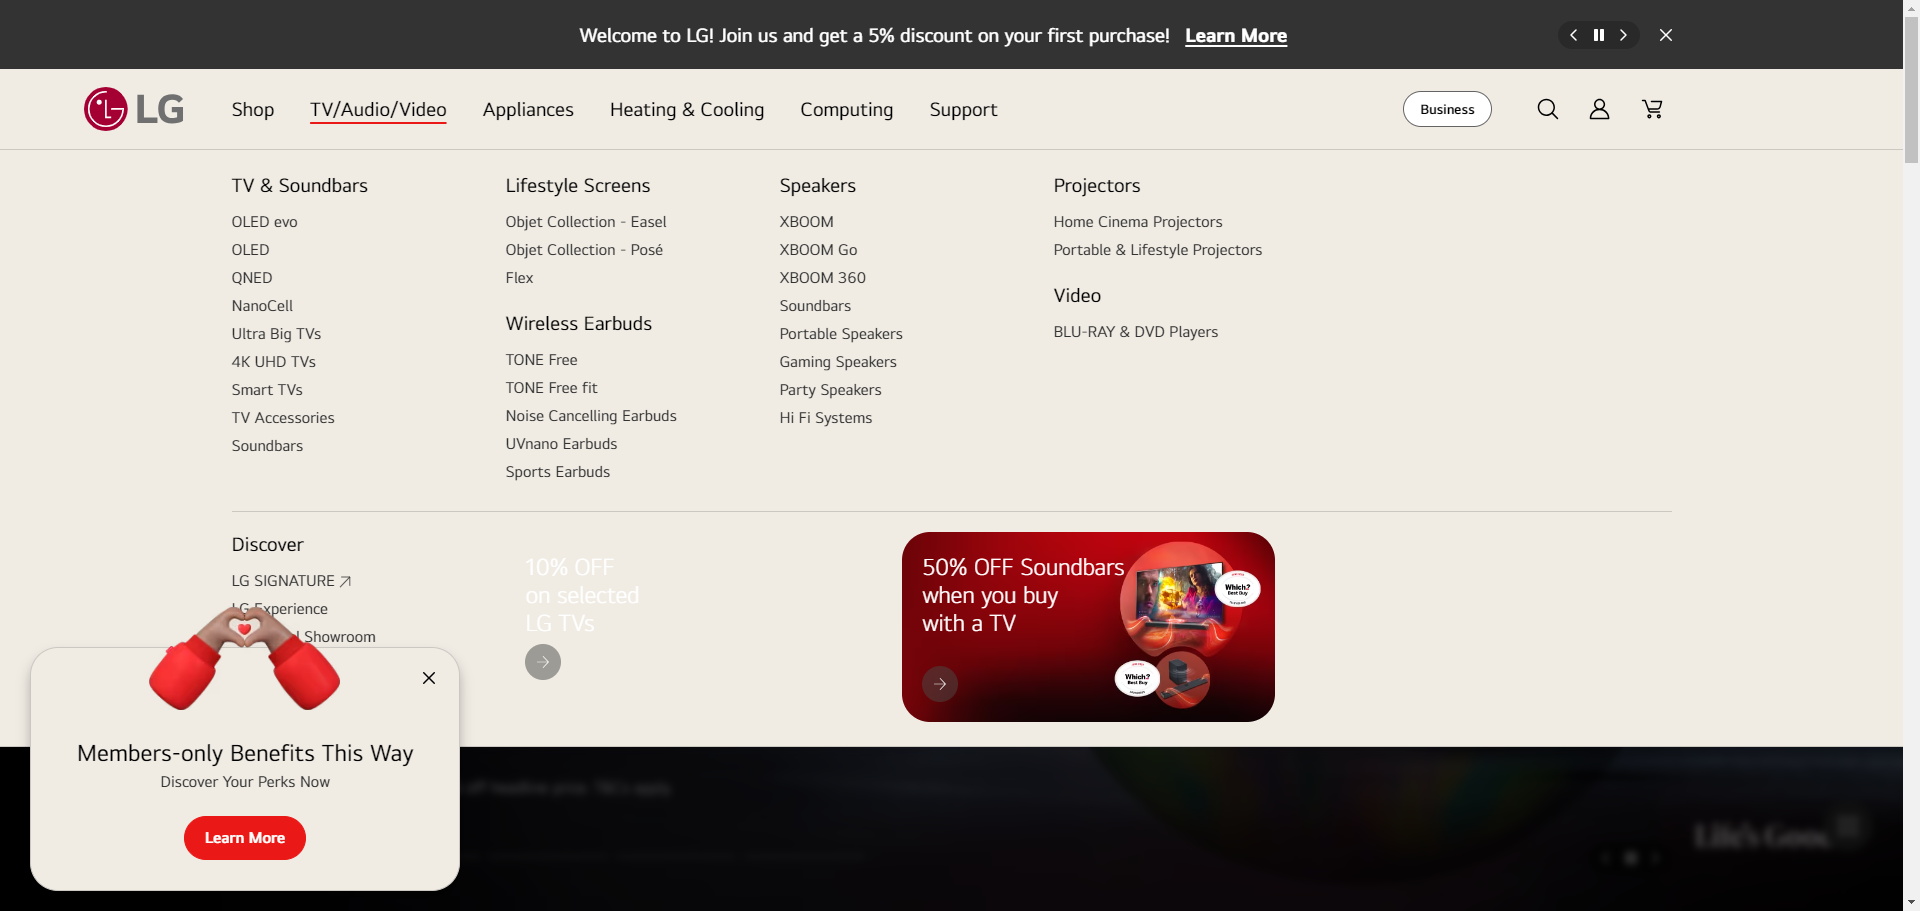 Welcome to LG! Join us and get a 5% discount on your first purchase! Learn More
LG
Shop
TV/Audio/Video
Appliances
Heating & Cooling
Computing
Support
Business
TV & Soundbars
OLED evo
OLED
QNED
NanoCell
Ultra Big TVs
4K UHD TVs
Smart TVs
TV Accessories
Soundbars
Lifestyle Screens
Objet Collection - Easel
Objet Collection - Posé
Flex
Wireless Earbuds
TONE Free
TONE Free fit
Noise Cancelling Earbuds
UVnano Earbuds
Sports Earbuds
Speakers
XBOOM
XBOOM Go
XBOOM 360
Soundbars
Portable Speakers
Gaming Speakers
Party Speakers
Hi Fi Systems
Projectors
Home Cinema Projectors
Portable & Lifestyle Projectors
Video
BLU-RAY & DVD Players
Discover
LG SIGNATURE
LG Experience
Showroom
10% OFF
on selected
LG TVs
50% OFF Soundbars
when you buy
with a TV
Which?
Best Buy
Which?
Best Buy
Members-only Benefits This Way
Discover Your Perks Now
Learn More
Life's Good